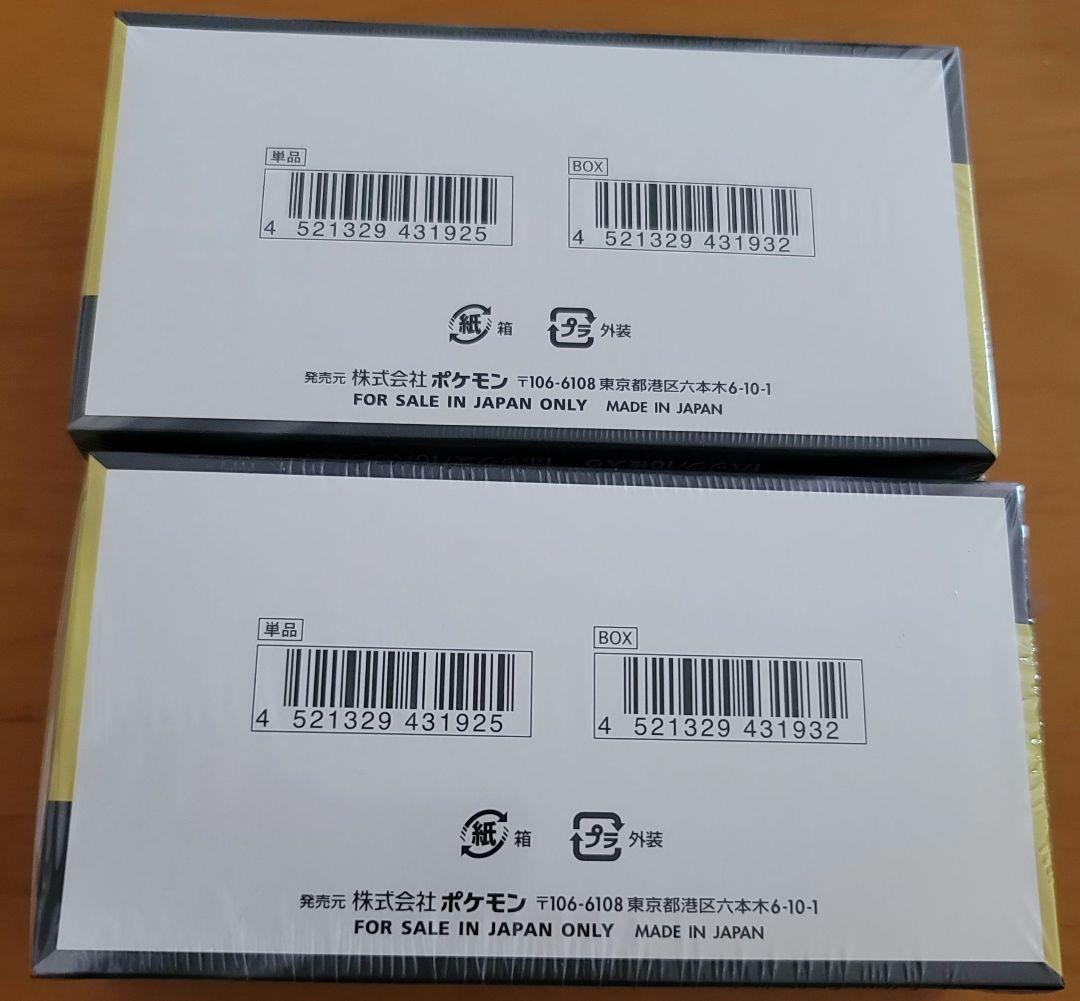 単品
BOX
4 521329 431925
4 521329 431932
紙 箱 プラ 外装
発売元 株式会社ポケモン 〒106-6108 東京都港区六本木6-10-1
FOR SALE IN JAPAN ONLY MADE IN JAPAN
単品
BOX
4 521329 431925
4 521329 431932
紙 箱 プラ 外装
発売元 株式会社ポケモン 〒106-6108 東京都港区六本木6-10-1
FOR SALE IN JAPAN ONLY MADE IN JAPAN